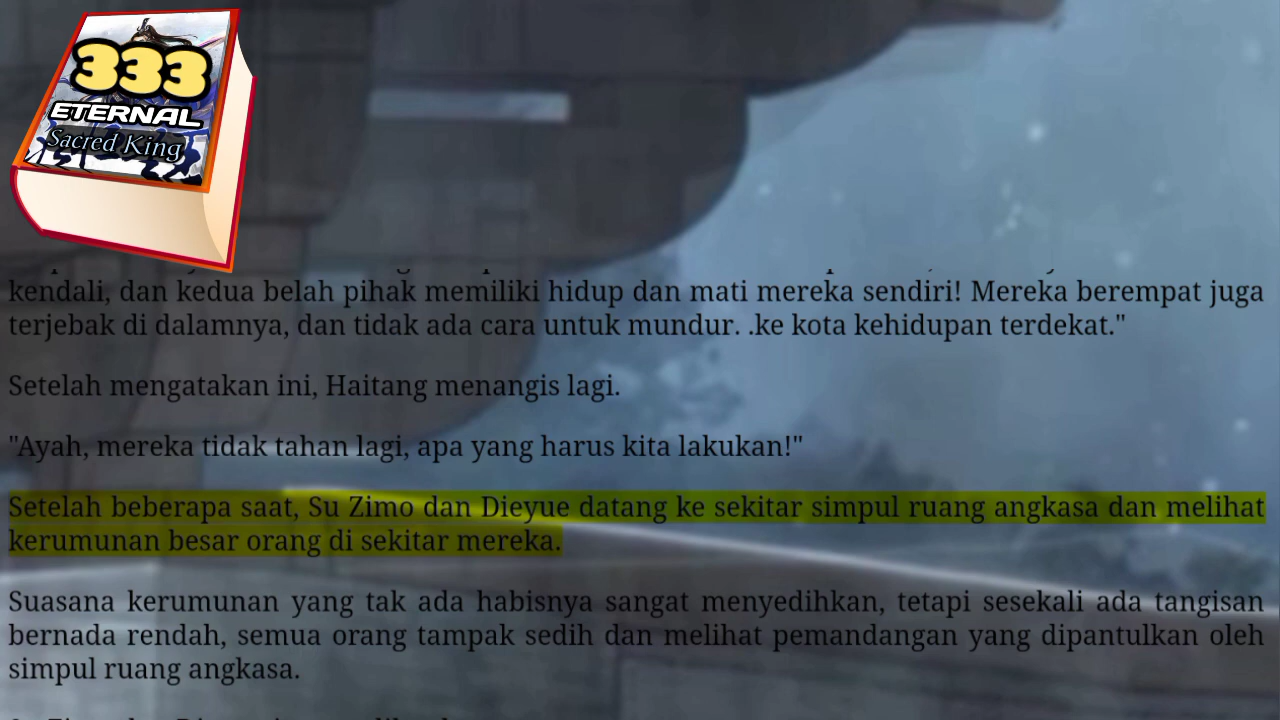 333
ETERNAL
Sacred King
kendali, dan kedua belah pihak memiliki hidup dan mati mereka sendiri! Mereka berempat juga
terjebak di dalamnya, dan tidak ada cara untuk mundur. .ke kota kehidupan terdekat."
Setelah mengatakan ini, Haitang menangis lagi.
"Ayah, mereka tidak tahan lagi, apa yang harus kita lakukan!"
Setelah beberapa saat, Su Zimo dan Dieyue datang ke sekitar simpul ruang angkasa dan melihat
kerumunan besar orang di sekitar mereka.
Suasana kerumunan yang tak ada habisnya sangat menyedihkan, tetapi sesekali ada tangisan
bernada rendah, semua orang tampak sedih dan melihat pemandangan yang dipantulkan oleh
simpul ruang angkasa.